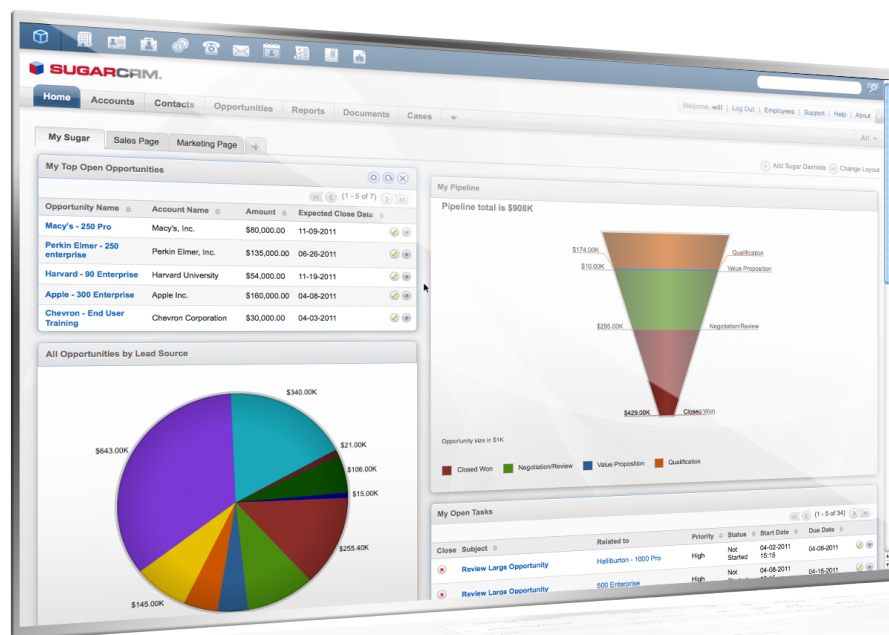 SUGARCRM.
Home Accounts Contacts Opportunities Reports Documents Cases
Welcome, will | Log Out | Employees | Support | Help | About
All
My Sugar Sales Page Marketing Page
Add Sugar Dashlets Change Layout
My Top Open Opportunities
(1 - 5 of 7)
Opportunity Name Account Name Amount Expected Close Date
Macy's - 250 Pro Macy's, Inc. $80,000.00 11-09-2011
Perkin Elmer - 250
enterprise Perkin Elmer, Inc. $135,000.00 06-26-2011
Harvard - 90 Enterprise Harvard University $54,000.00 11-19-2011
Apple - 300 Enterprise Apple Inc. $160,000.00 04-08-2011
Chevron - End User
Training Chevron Corporation $30,000.00 04-03-2011
All Opportunities by Lead Source
$340.00K
$21.00K
$643.00K
$106.00K
$15.00K
$255.40K
$145.00K
My Pipeline
Pipeline total is $908K
$174.00K Qualification
$10.00K Value Proposition
$295.00K Negotiation/Review
$429.00K Closed Won
Opportunity size in $1K
Closed Won Negotiation/Review Value Proposition Qualification
My Open Tasks
(1 - 5 of 34)
Close Subject Related to Priority Status Start Date Due Date
Review Large Opportunity Halliburton - 1000 Pro High Not
Started 04-02-2011
15:15 04-06-2011
Review Large Opportunity 500 Enterprise High Not
04-08-2011 04-16-2011